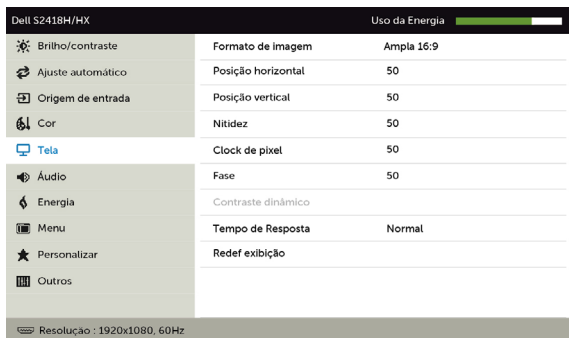 Dell S2418H/HX Uso da Energia
Brilho/contraste Formato de imagem Ampla 16:9
Ajuste automático Posição horizontal 50
Origem de entrada Posição vertical 50
Cor Nitidez 50
Tela Clock de pixel 50
Áudio Fase 50
Energia Contraste dinâmico
Menu Tempo de Resposta Normal
Personalizar Redef exibição
Outros
Resolução : 1920x1080, 60Hz